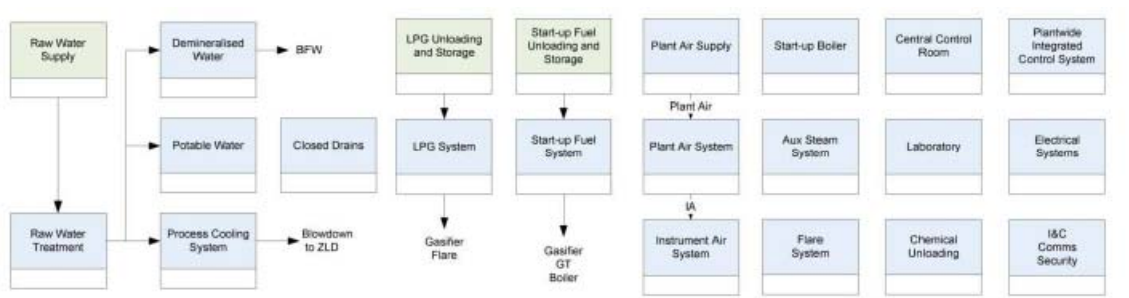 Raw Water
Supply
Demineralised
Water
BFW
LPG Unloading
and Storage
Start-up Fuel
Unloading and
Storage
Plant Air Supply
Start-up Boiler
Central Control
Room
Plantwide
Integrated
Control System
Plant Air
Potable Water
Closed Drains
LPG System
Start-up Fuel
System
Plant Air System
Aux Steam
System
Laboratory
Electrical
Systems
IA
Raw Water
Treatment
Process Cooling
System
Blowdown
to ZLD
Gasifier
Flare
Gasifier
GT
Boiler
Instrument Air
System
Flare
System
Chemical
Unloading
I&C
Comms
Security